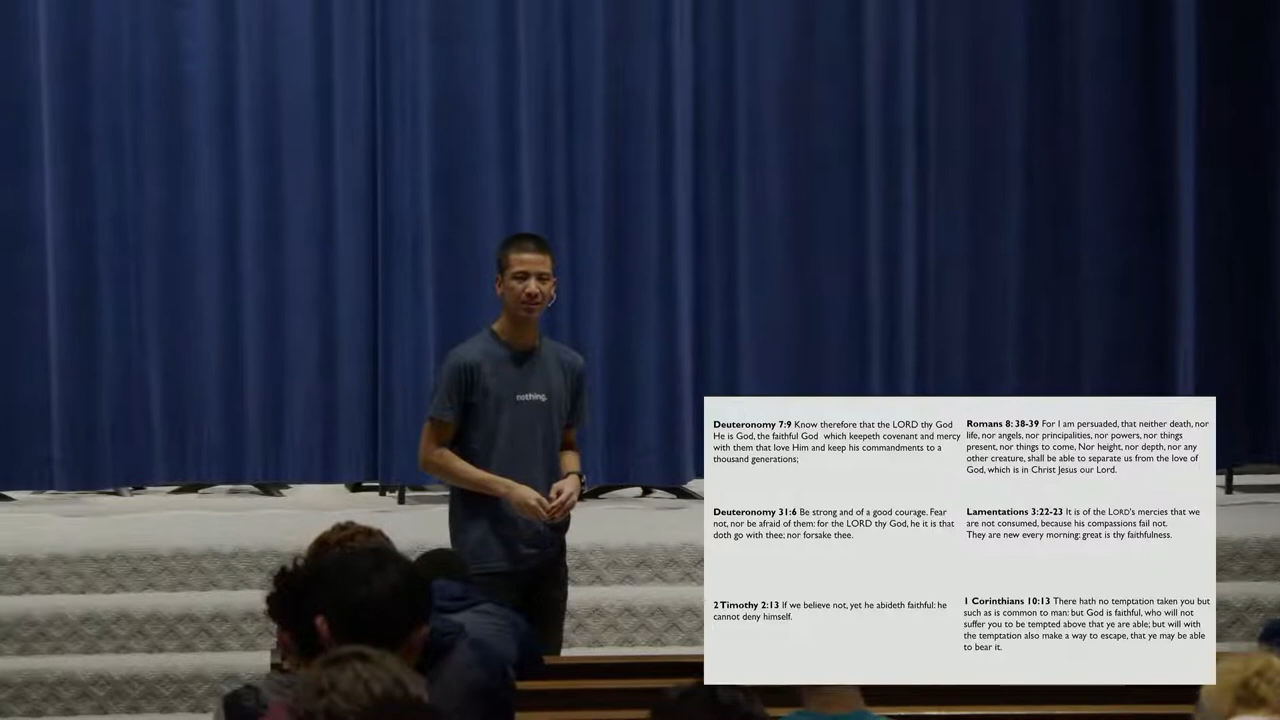 nothing.
Deuteronomy 7:9 Know therefore that the LORD thy God
He is God, the faithful God which keepeth covenant and mercy
with them that love Him and keep his commandments to a
thousand generations;
Deuteronomy 31:6 Be strong and of a good courage. Fear
not, nor be afraid of them: for the LORD thy God, he it is that
doth go with thee; nor forsake thee.
2 Timothy 2:13 If we believe not, yet he abideth faithful: he
cannot deny himself.
Romans 8: 38-39 For I am persuaded, that neither death, nor
life, nor angels, nor principalities, nor powers, nor things
present, nor things to come, Nor height, nor depth, nor any
other creature, shall be able to separate us from the love of
God, which is in Christ Jesus our Lord.
Lamentations 3:22-23 It is of the LORD's mercies that we
are not consumed, because his compassions fail not.
They are new every morning: great is thy faithfulness.
1 Corinthians 10:13 There hath no temptation taken you but
such as is common to man: but God is faithful, who will not
suffer you to be tempted above that ye are able; but will with
the temptation also make a way to escape, that ye may be able
to bear it.